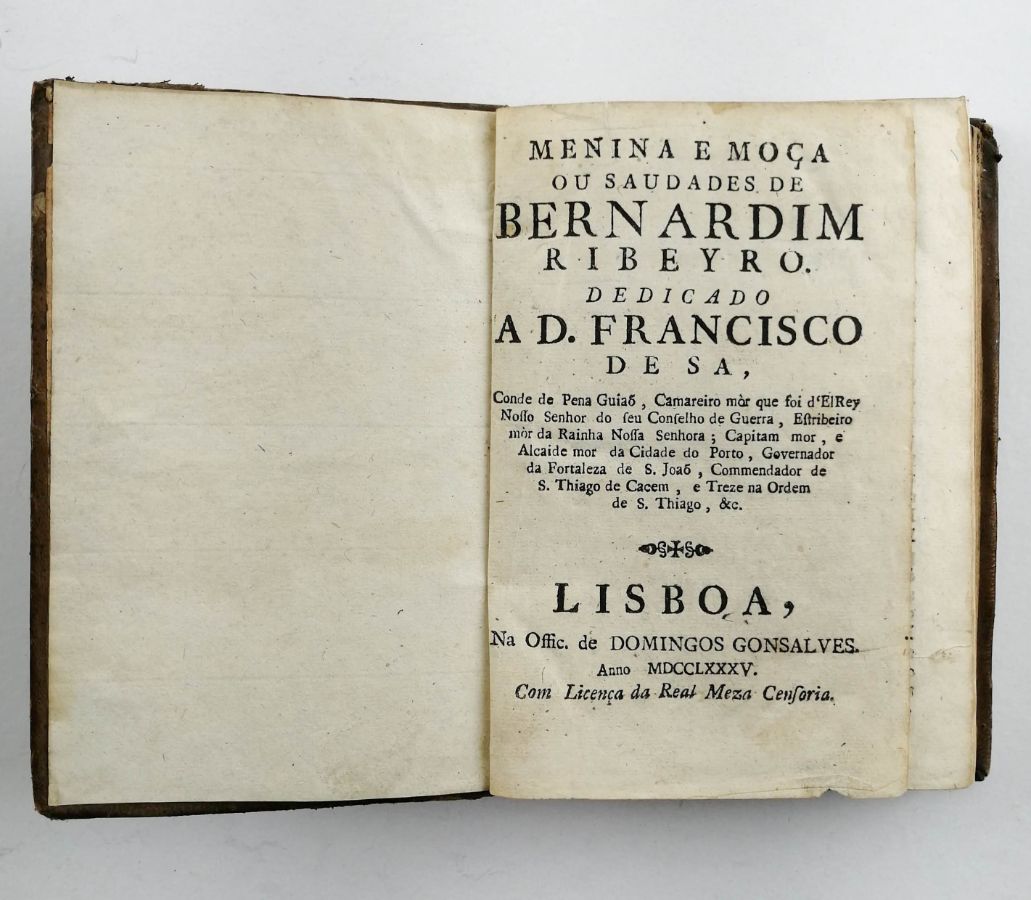 MENINA E MOÇA
OU SAUDADES DE
BERNARDIM
RIBEYRO.
DEDICADO
A D. FRANCISCO
DE SA,
Conde de Pena Guiaõ, Camareiro mòr que foi d'ElRey
Noſſo Senhor do ſeu Conſelho de Guerra, Eſtribeiro
mòr da Rainha Noſſa Senhora; Capitam mor, e
Alcaide mor da Cidade do Porto, Governador
da Fortaleza de S. Joaõ, Commendador de
S. Thiago de Cacem, e Treze na Ordem
de S. Thiago, &c.
LISBOA,
Na Offic. de DOMINGOS GONSALVES.
Anno MDCCLXXXV.
Com Licença da Real Meza Cenſoria.